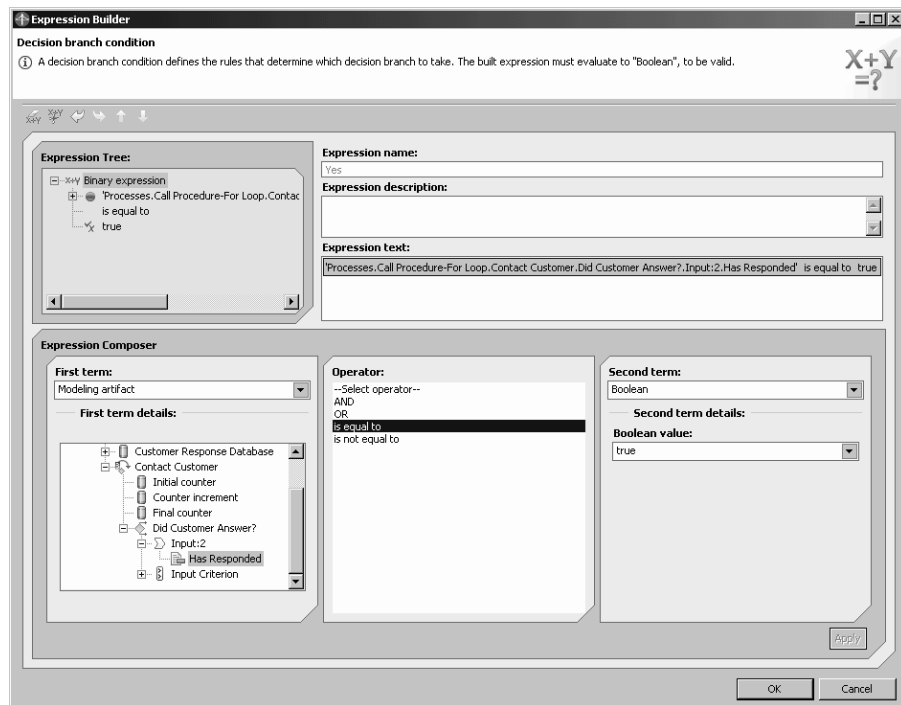 Expression Builder
Decision branch condition
A decision branch condition defines the rules that determine which decision branch to take. The built expression must evaluate to "Boolean", to be valid.
X+Y
=?
Expression Tree:
X+Y Binary expression
'Processes.Call Procedure-For Loop.Contac
is equal to
true
Expression name:
Yes
Expression description:
Expression text:
'Processes.Call Procedure-For Loop.Contact Customer.Did Customer Answer?.Input:2.Has Responded' is equal to true
Expression Composer
First term:
Modeling artifact
First term details:
Customer Response Database
Contact Customer
Initial counter
Counter increment
Final counter
Did Customer Answer?
Input:2
Has Responded
Input Criterion
Operator:
--Select operator--
AND
OR
is equal to
is not equal to
Second term:
Boolean
Second term details:
Boolean value:
true
Apply
OK
Cancel